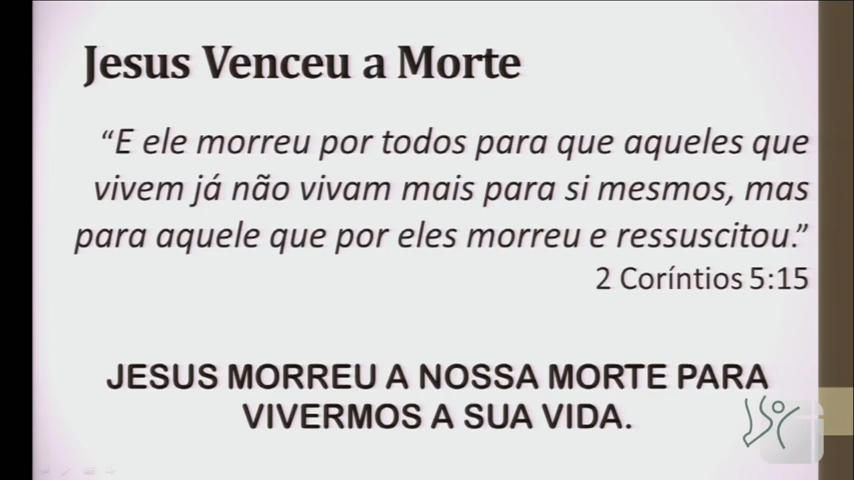 Jesus Venceu a Morte
“E ele morreu por todos para que aqueles que
vivem já não vivam mais para si mesmos, mas
para aquele que por eles morreu e ressuscitou.”
2 Coríntios 5:15
JESUS MORREU A NOSSA MORTE PARA
VIVERMOS A SUA VIDA.